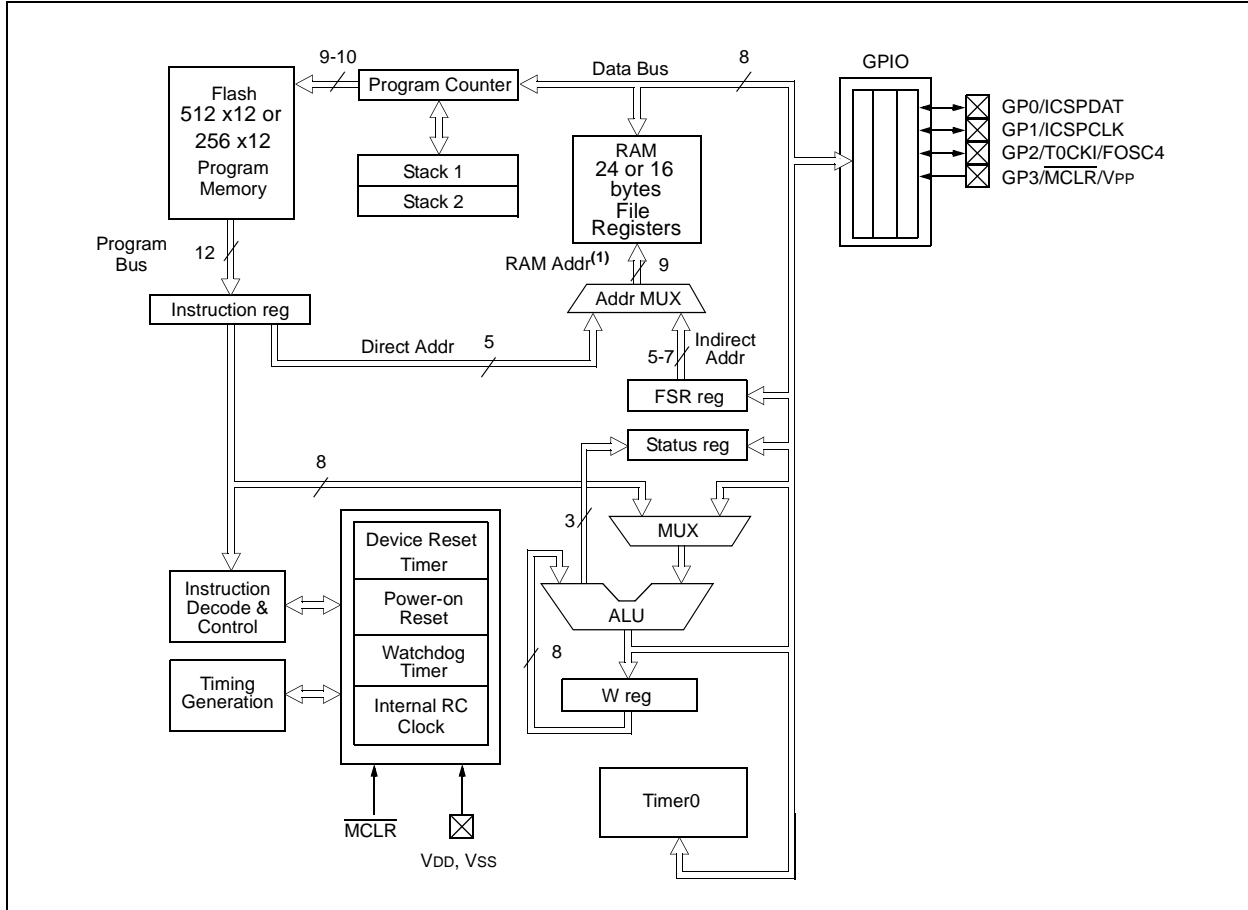 9-10
Program Counter
Data Bus
8
GPIO
Flash
512 x12 or
256 x12
Program
Memory
Stack 1
Stack 2
RAM
24 or 16
bytes
File
Registers
GP0/ICSPDAT
GP1/ICSPCLK
GP2/T0CKI/FOSC4
GP3/MCLR/VPP
Program
Bus
12
RAM Addr(1)
9
Instruction reg
Addr MUX
Direct Addr
5
5-7
Indirect
Addr
FSR reg
Status reg
8
3
MUX
Device Reset
Timer
Power-on
Reset
Watchdog
Timer
Internal RC
Clock
Instruction
Decode &
Control
Timing
Generation
ALU
8
W reg
Timer0
MCLR
VDD, VSS